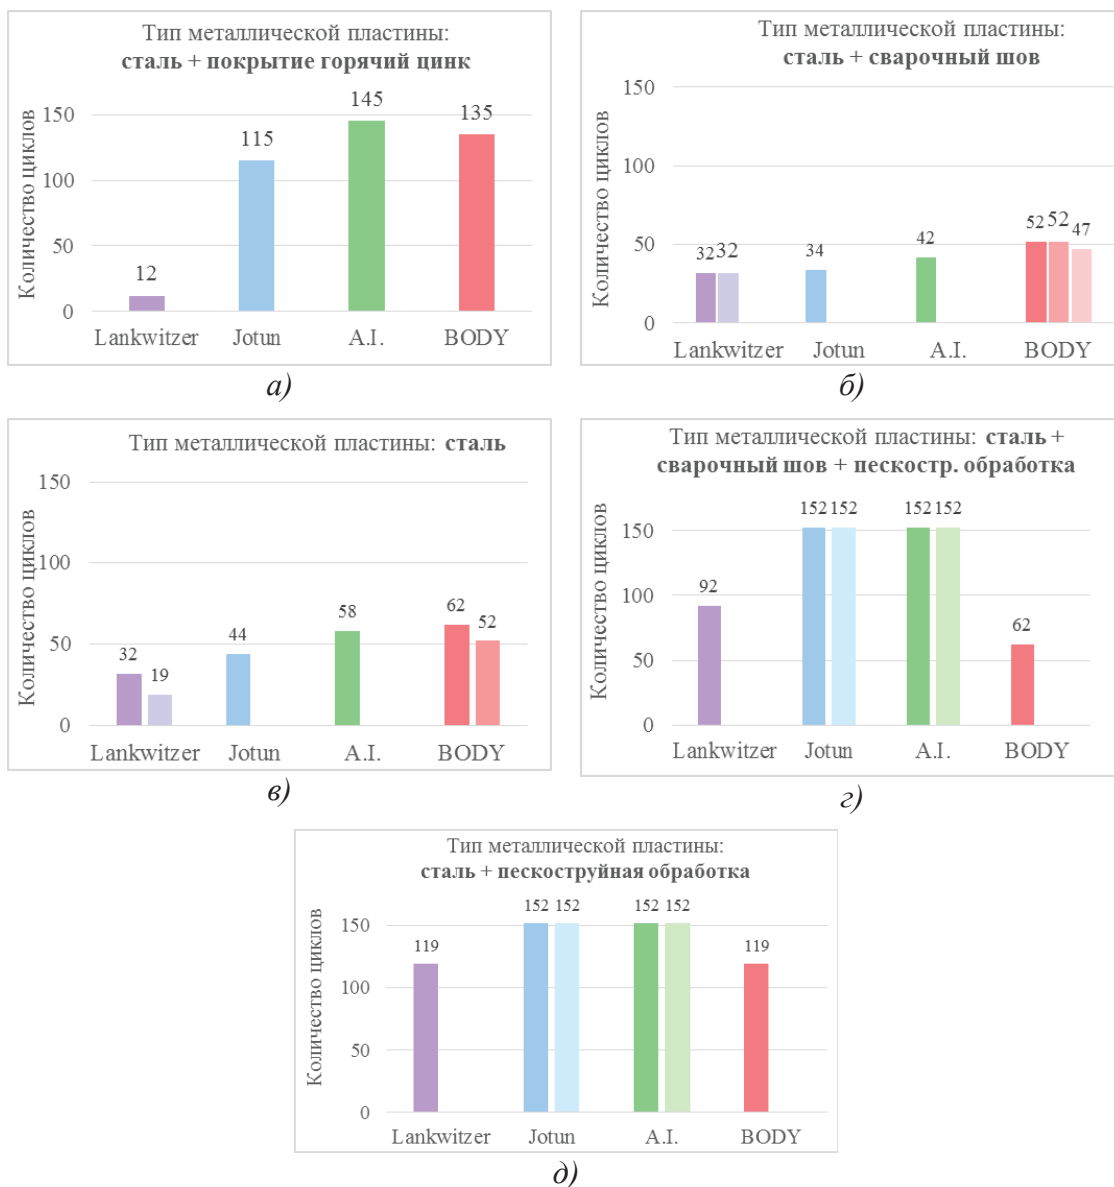 Тип металлической пластины:
сталь + покрытие горячий цинк
Количество циклов
150
100
50
0
12
115
145
135
Lankwitzer
Jotun
A.I.
BODY
а)
Тип металлической пластины:
сталь + сварочный шов
Количество циклов
150
100
50
0
32
32
34
42
52
52
47
Lankwitzer
Jotun
A.I.
BODY
б)
Тип металлической пластины: сталь
Количество циклов
150
100
50
0
32
19
44
58
62
52
Lankwitzer
Jotun
A.I.
BODY
в)
Тип металлической пластины: сталь +
сварочный шов + пескостр. обработка
Количество циклов
150
100
50
0
92
152
152
152
152
62
Lankwitzer
Jotun
A.I.
BODY
г)
Тип металлической пластины:
сталь + пескоструйная обработка
Количество циклов
150
100
50
0
119
152
152
152
152
119
Lankwitzer
Jotun
A.I.
BODY
д)